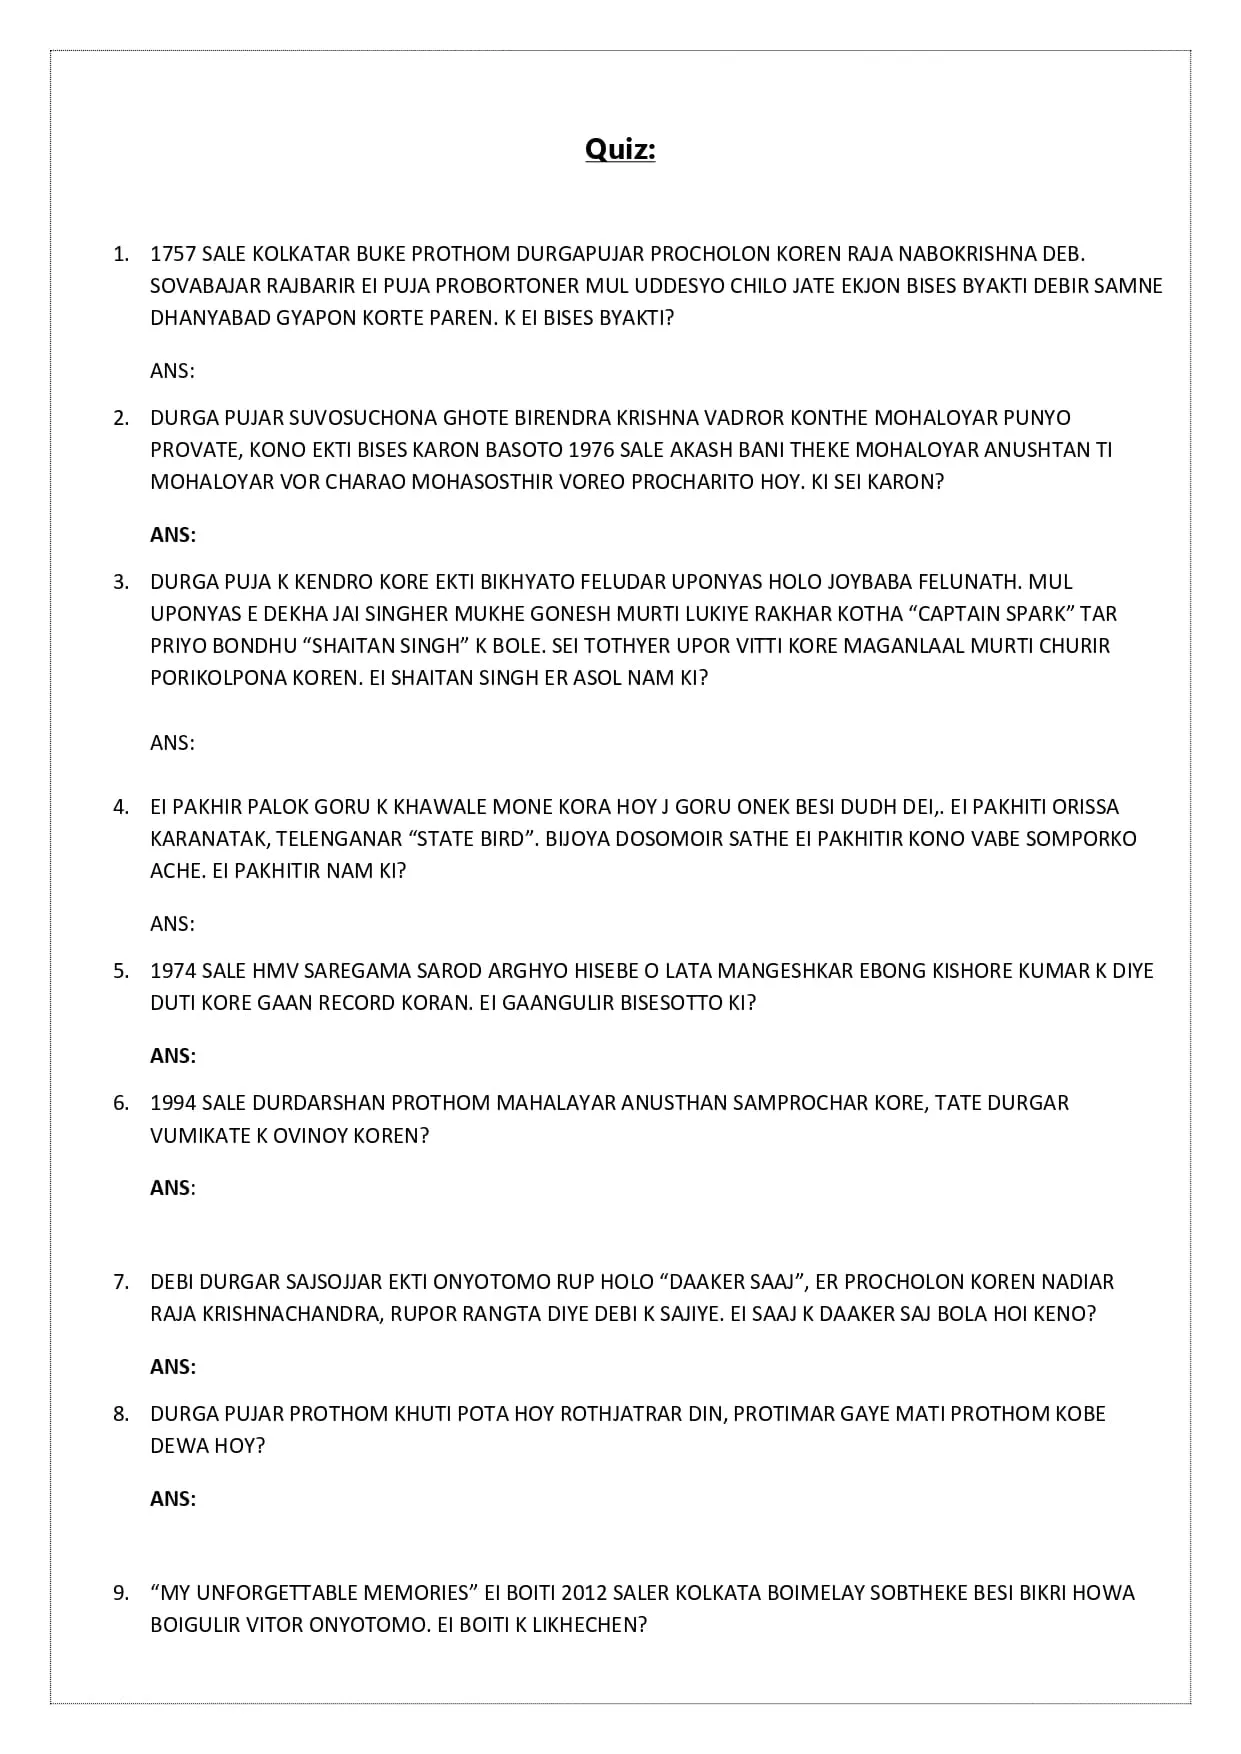 Quiz:
1. 1757 SALE KOLKATAR BUKE PROTHOM DURGAPUJAR PROCHOLON KOREN RAJA NABOKRISHNA DEB.
SOVABAJAR RAJBARIR EI PUJA PROBORTONER MUL UDDESYO CHILO JATE EKJON BISES BYAKTI DEBIR SAMNE
DHANYABAD GYAPON KORTE PAREN. K EI BISES BYAKTI?
ANS:
2. DURGA PUJAR SUVOSUCHONA GHOTE BIRENDRA KRISHNA VADROR KONTHE MOHALOYAR PUNYO
PROVATE, KONO EKTI BISES KARON BASOTO 1976 SALE AKASH BANI THEKE MOHALOYAR ANUSHTAN TI
MOHALOYAR VOR CHARAO MOHASOSTHIR VOREO PROCHARITO HOY. KI SEI KARON?
ANS:
3. DURGA PUJA K KENDRO KORE EKTI BIKHYATO FELUDAR UPONYAS HOLO JOYBABA FELUNATH. MUL
UPONYAS E DEKHA JAI SINGHER MUKHE GONESH MURTI LUKIYE RAKHAR KOTHA “CAPTAIN SPARK” TAR
PRIYO BONDHU “SHAITAN SINGH” K BOLE. SEI TOTHYER UPOR VITTI KORE MAGANLAAL MURTI CHURIR
PORIKOLPONA KOREN. EI SHAITAN SINGH ER ASOL NAM KI?
ANS:
4. EI PAKHIR PALOK GORU K KHAWALE MONE KORA HOY J GORU ONEK BESI DUDH DEI,. EI PAKHITI ORISSA
KARANATAK, TELENGANAR “STATE BIRD”. BIJOYA DOSOMOIR SATHE EI PAKHITIR KONO VABE SOMPORKO
ACHE. EI PAKHITIR NAM KI?
ANS:
5. 1974 SALE HMV SAREGAMA SAROD ARGHYO HISEBE O LATA MANGESHKAR EBONG KISHORE KUMAR K DIYE
DUTI KORE GAAN RECORD KORAN. EI GAANGULIR BISESOTTO KI?
ANS:
6. 1994 SALE DURDARSHAN PROTHOM MAHALAYAR ANUSTHAN SAMPROCHAR KORE, TATE DURGAR
VUMIKATE K OVINOY KOREN?
ANS:
7. DEBI DURGAR SAJSOJJAR EKTI ONYOTOMO RUP HOLO “DAAKER SAAJ”, ER PROCHOLON KOREN NADIAR
RAJA KRISHNACHANDRA, RUPOR RANGTA DIYE DEBI K SAJIYE. EI SAAJ K DAAKER SAJ BOLA HOI KENO?
ANS:
8. DURGA PUJAR PROTHOM KHUTI POTA HOY ROTHJATRAR DIN, PROTIMAR GAYE MATI PROTHOM KOBE
DEWA HOY?
ANS:
9. “MY UNFORGETTABLE MEMORIES” EI BOITI 2012 SALER KOLKATA BOIMELAY SOBTHEKE BESI BIKRI HOWA
BOIGULIR VITOR ONYOTOMO. EI BOITI K LIKHECHEN?